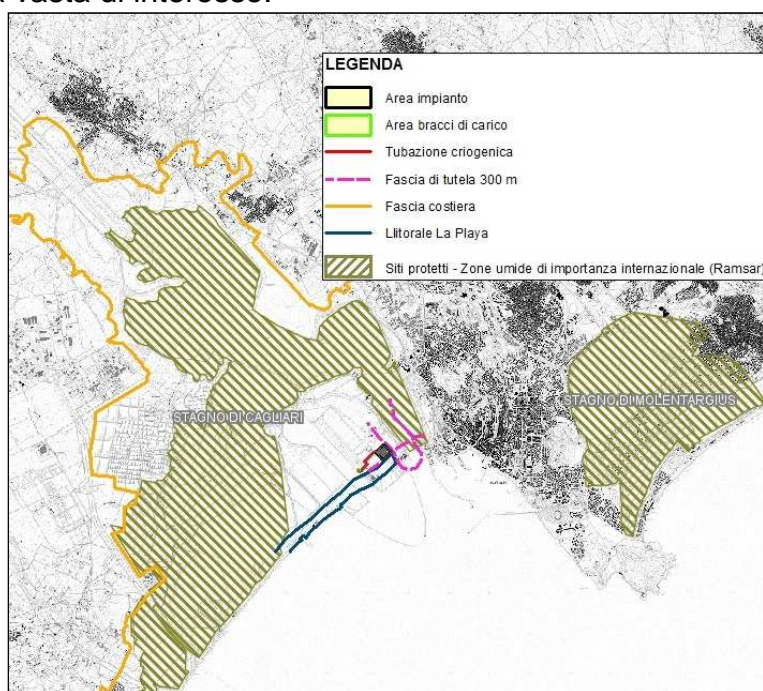 LEGENDA
Area impianto
Area bracci di carico
Tubazione criogenica
Fascia di tutela 300 m
Fascia costiera
Llitorale La Playa
Siti protetti - Zone umide di importanza internazionale (Ramsar)
STAGNO DI CAGLIARI
STAGNO DI MOLENTARGIUS